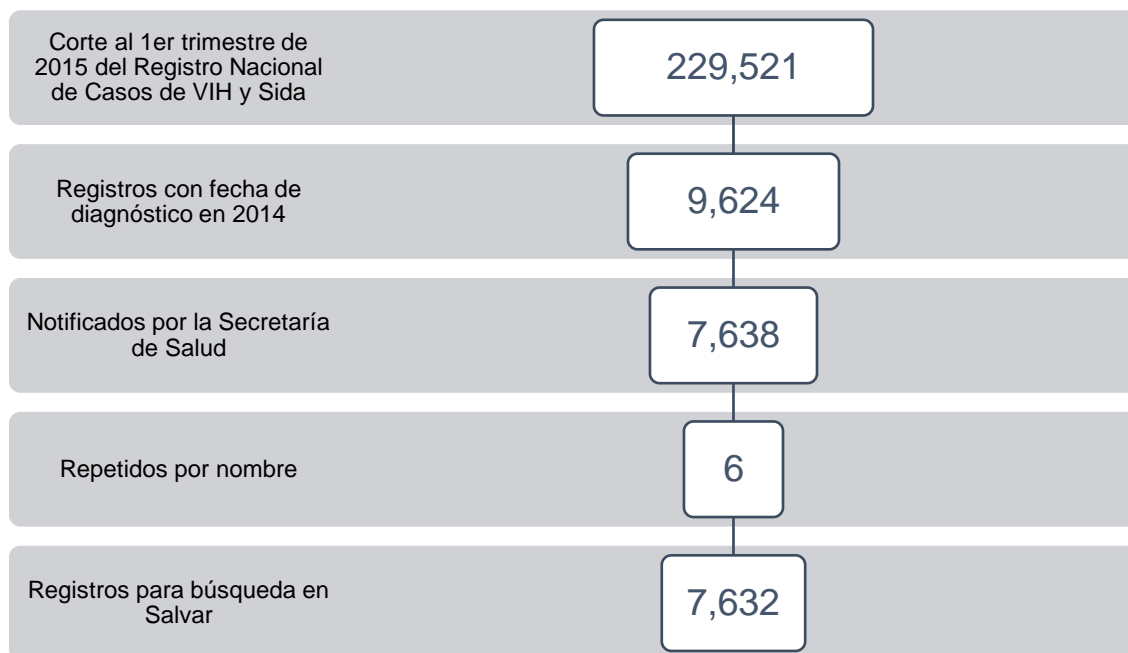 Corte al 1er trimestre de
2015 del Registro Nacional
de Casos de VIH y Sida
229,521
Registros con fecha de
diagnóstico en 2014
9,624
Notificados por la Secretaría
de Salud
7,638
Repetidos por nombre
6
Registros para búsqueda en
Salvar
7,632